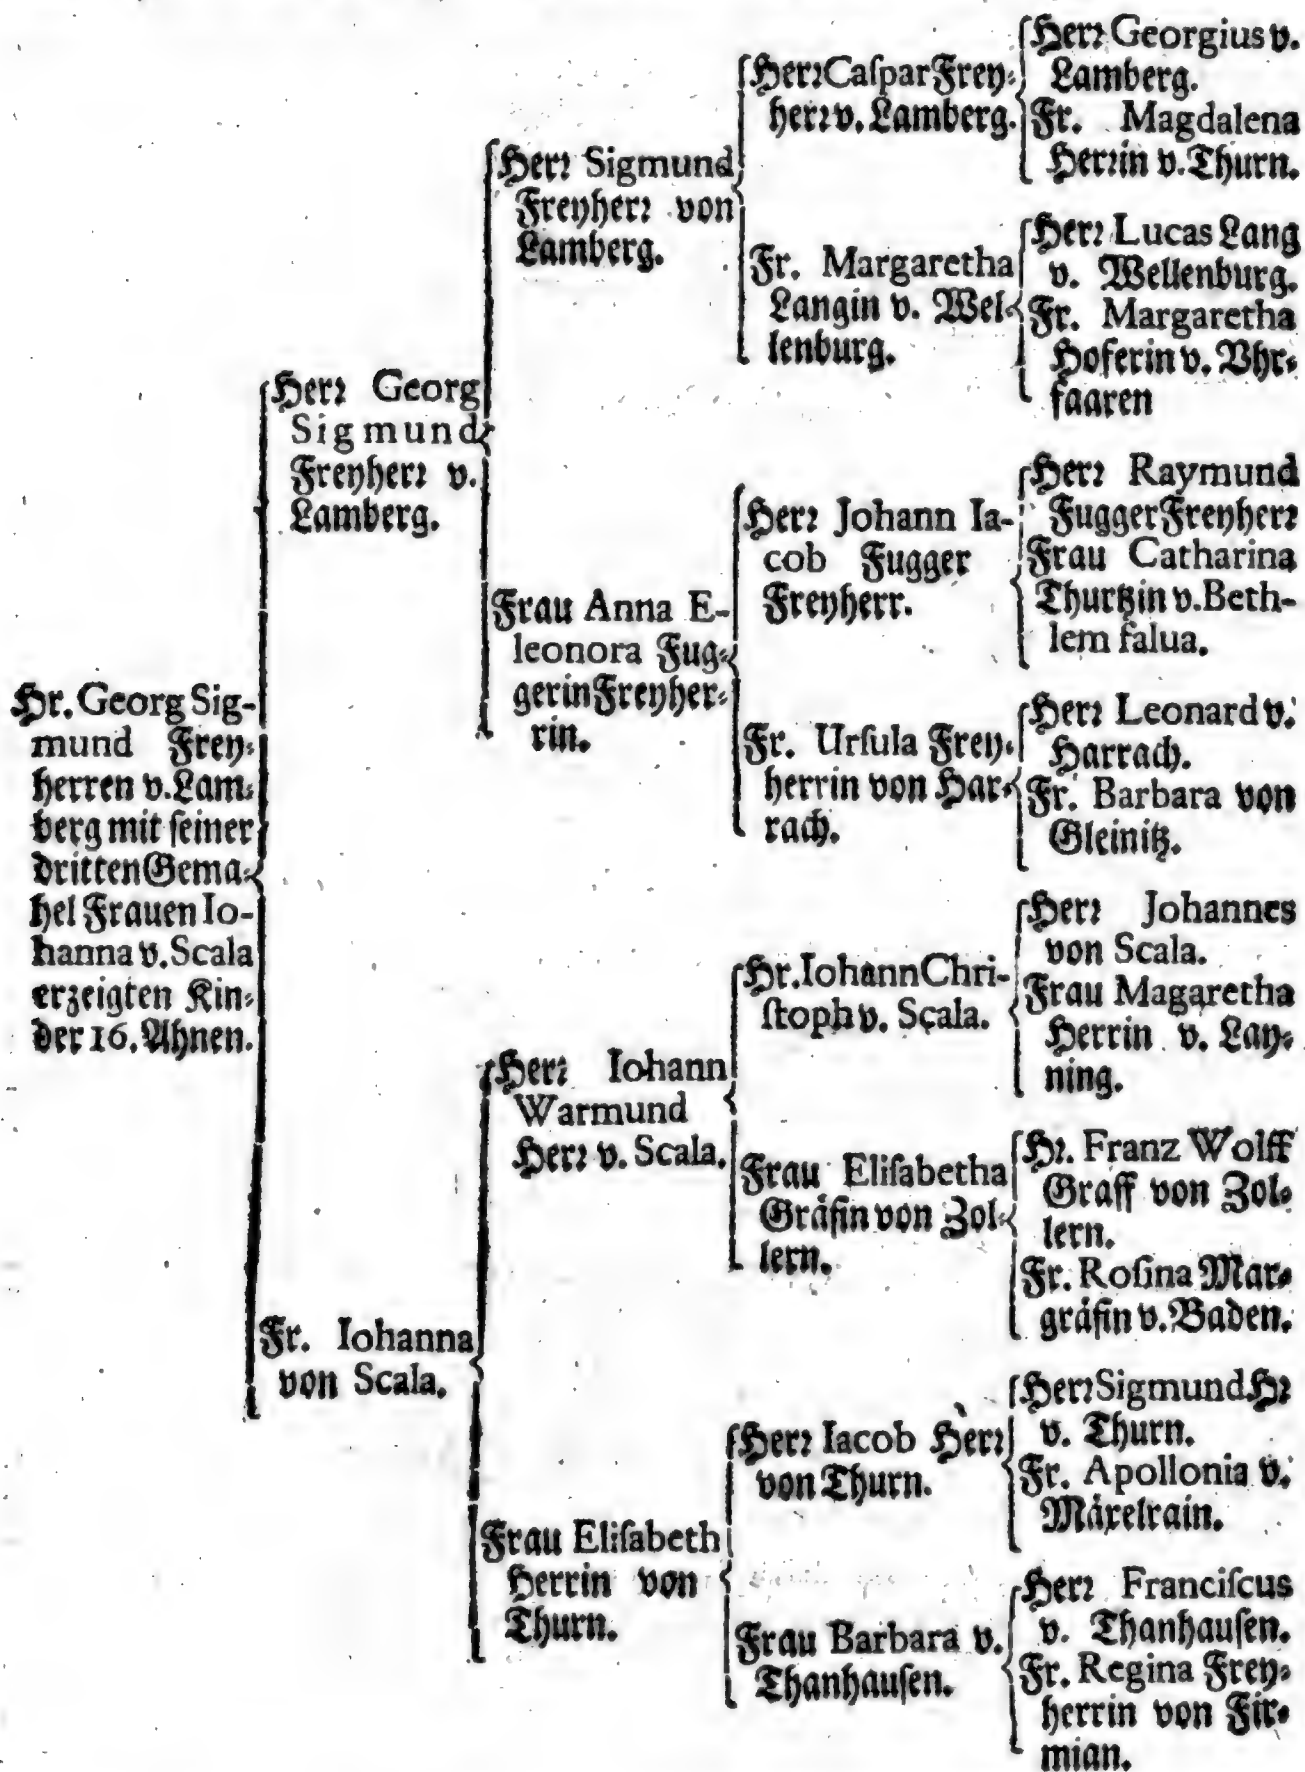 Hr. Georg Sig-
mund Frey-
herren v. Lam-
berg mit seiner
dritten Gema-
hel Frauen Io-
hanna v. Scala
erzeigten Kin-
der 16. Ahnen.
Herr Georg
Sigmund
Freyherr v.
Lamberg.
Fr. Iohanna
von Scala.
Herr Sigmund
Freyherr von
Lamberg.
Frau Anna E-
leonora Fug-
gerin Freyher-
rin.
Herr Iohann
Warmund
Herr v. Scala.
Frau Elisabeth
Herrin von
Thurn.
Herr Caspar Frey-
herr v. Lamberg.
Fr. Margaretha
Langin v. Wel-
lenburg.
Herr Johann Ia-
cob Fugger
Freyherr.
Fr. Ursula Frey-
herrin von Har-
rach.
Hr. Iohann Chri-
stoph v. Scala.
Frau Elisabetha
Gräfin von Zol-
lern.
Herr Iacob Herr
von Thurn.
Frau Barbara v.
Thanhausen.
Herr Georgius v.
Lamberg.
Fr. Magdalena
Herrin v. Thurn.
Herr Lucas Lang
v. Wellenburg.
Fr. Margaretha
Hoferin v. Vhr-
faaren
Herr Raymund
Fugger Freyherr
Frau Catharina
Thurtzin v. Beth-
lem falua.
Herr Leonard v.
Harrach.
Fr. Barbara von
Gleinitz.
Herr Johannes
von Scala.
Frau Magaretha
Herrin v. Lay-
ning.
Hr. Franz Wolff
Graff von Zol-
lern.
Fr. Rosina Mar-
gräfin v. Baden.
Herr Sigmund Hr
v. Thurn.
Fr. Apollonia v.
Mäxelrain.
Herr Franciscus
v. Thanhausen.
Fr. Regina Frey-
herrin von Fir-
mian.